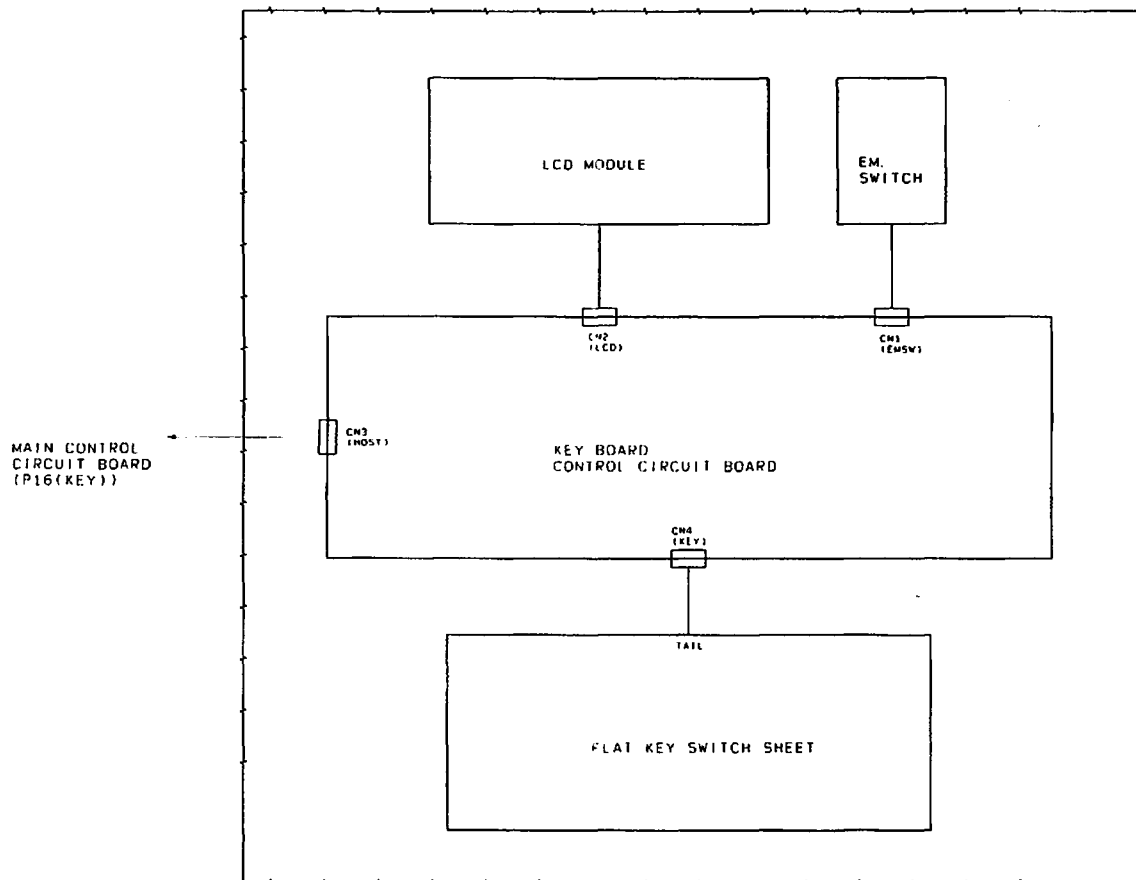 LCD MODULE
EM.
SWITCH
CN2
(LCD)
CN1
(EMSW)
CN3
(HOST)
MAIN CONTROL
CIRCUIT BOARD
(P16(KEY))
KEY BOARD
CONTROL CIRCUIT BOARD
CN4
(KEY)
TAIL
FLAT KEY SWITCH SHEET